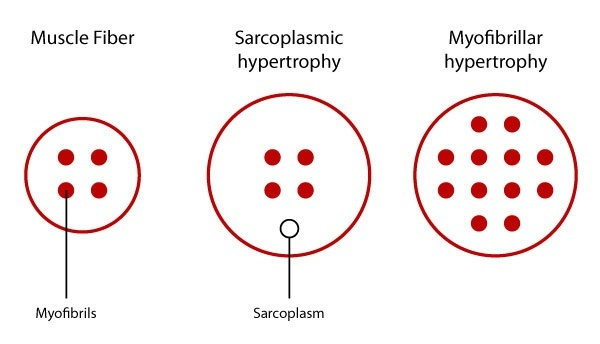 Muscle Fiber
Sarcoplasmic
hypertrophy
Myofibrillar
hypertrophy
Myofibrils
Sarcoplasm